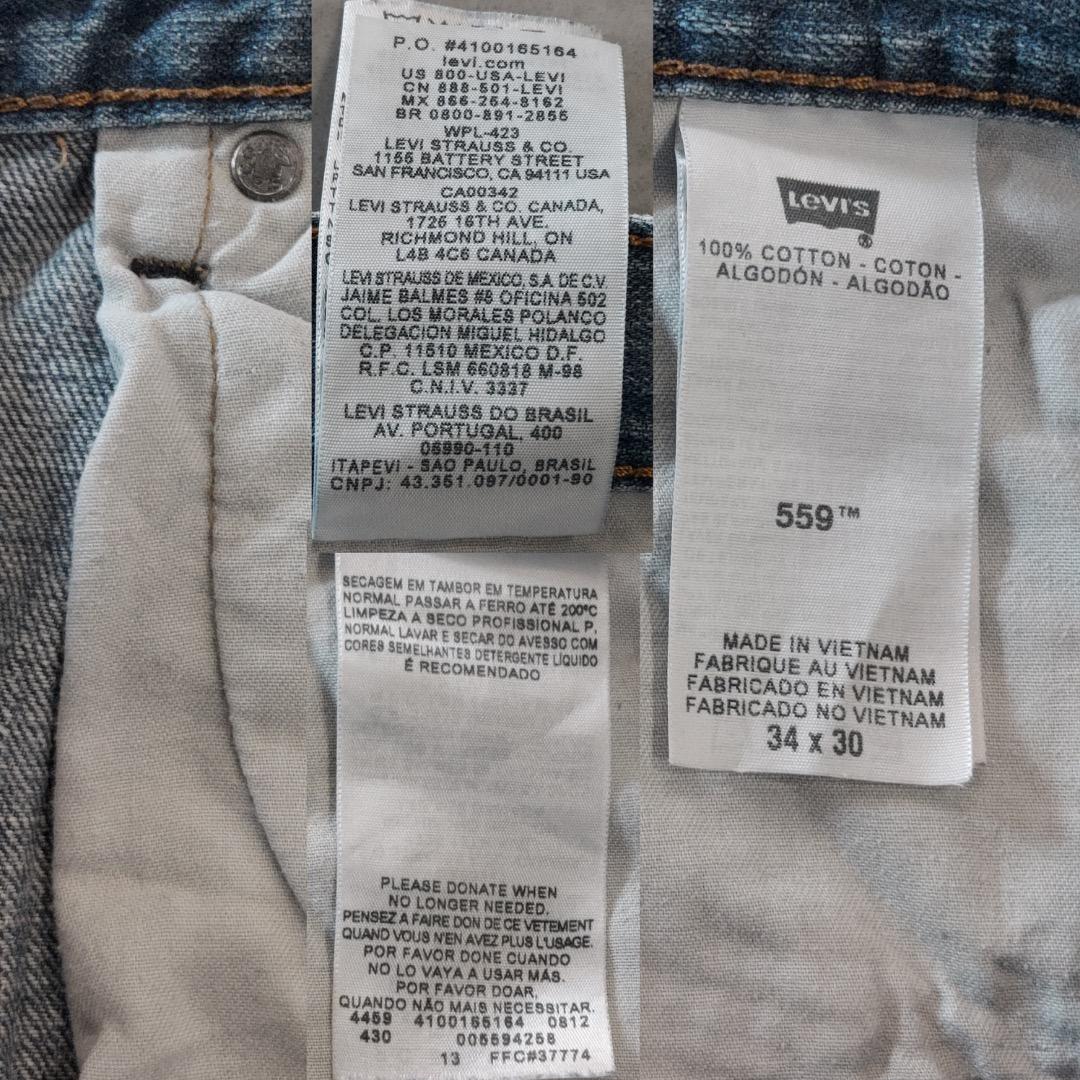 P.O. #4100165164
levi.com
US 800-USA-LEVI
CN 888-501-LEVI
MX 866-254-8162
BR 0800-891-2855
WPL-423
LEVI STRAUSS & CO.
1155 BATTERY STREET
SAN FRANCISCO, CA 94111 USA
CA00342
LEVI STRAUSS & CO. CANADA,
1725 16TH AVE.
RICHMOND HILL, ON
L4B 4C6 CANADA
LEVI STRAUSS DE MEXICO, S.A. DE C.V.
JAIME BALMES #8 OFICINA 502
COL. LOS MORALES POLANCO
DELEGACION MIGUEL HIDALGO
C.P. 11510 MEXICO D.F.
R.F.C. LSM 660818 M-98
C.N.I.V. 3337
LEVI STRAUSS DO BRASIL
AV. PORTUGAL, 400
06690-110
ITAPEVI - SAO PAULO, BRASIL
CNPJ: 43.351.097/0001-90
SECAGEM EM TAMBOR EM TEMPERATURA
NORMAL PASSAR A FERRO ATÉ 200ºC
LIMPEZA A SECO PROFISSIONAL P,
NORMAL LAVAR E SECAR DO AVESSO COM
CORES SEMELHANTES DETERGENTE LÍQUIDO
É RECOMENDADO
PLEASE DONATE WHEN
NO LONGER NEEDED.
PENSEZ A FAIRE DON DE CE VETEMENT
QUAND VOUS N'EN AVEZ PLUS L'USAGE.
POR FAVOR DONE CUANDO
NO LO VAYA A USAR MÁS.
POR FAVOR DOAR,
QUANDO NÃO MAIS NECESSITAR.
4459 4100165164 0812
430 005594258
13 FFC#37774
LEVI'S ®
100% COTTON - COTON -
ALGODÓN - ALGODÃO
559™
MADE IN VIETNAM
FABRIQUE AU VIETNAM
FABRICADO EN VIETNAM
FABRICADO NO VIETNAM
34 x 30